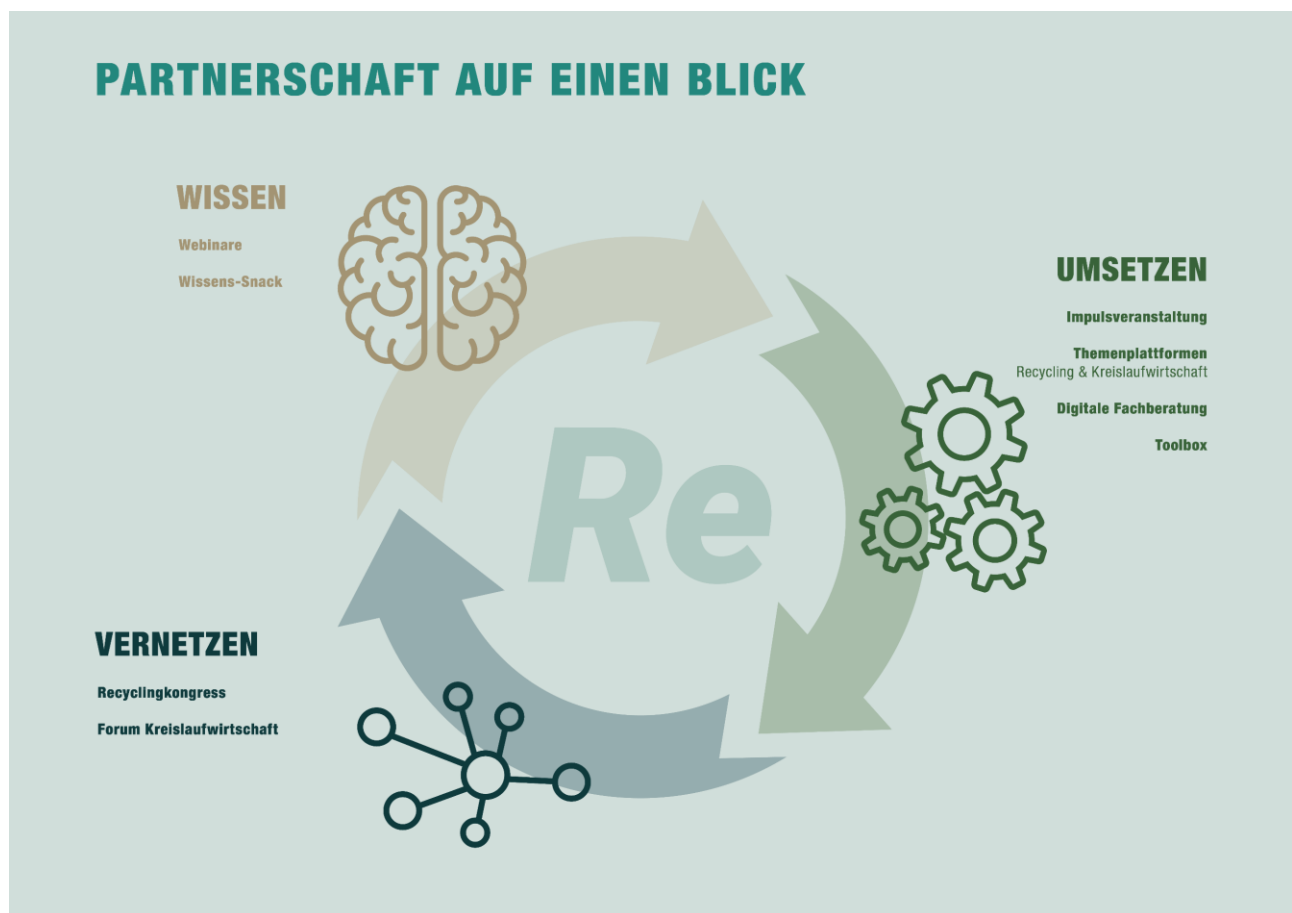 PARTNERSCHAFT AUF EINEN BLICK
WISSEN
Webinare
Wissens-Snack
UMSETZEN
Impulsveranstaltung
Themenplattformen
Recycling & Kreislaufwirtschaft
Digitale Fachberatung
Toolbox
Re
VERNETZEN
Recyclingkongress
Forum Kreislaufwirtschaft